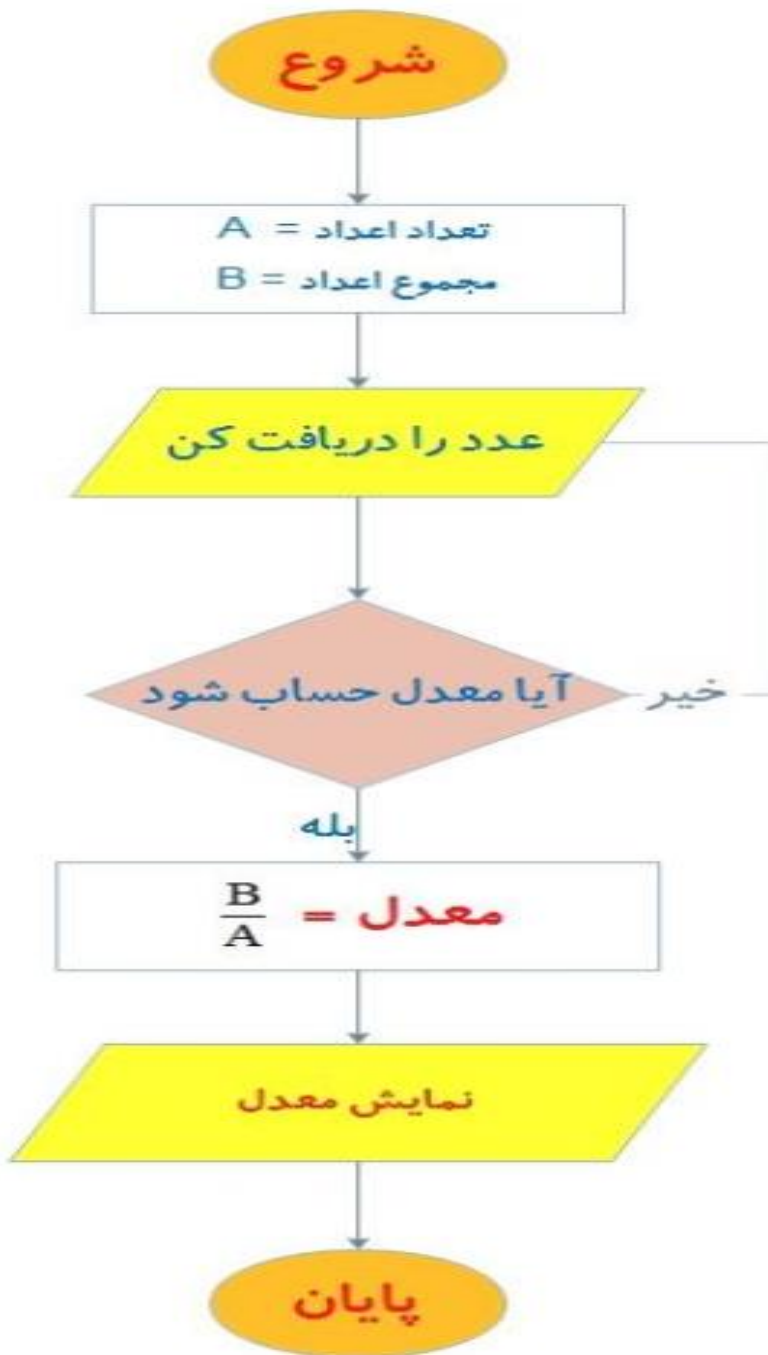 شروع
تعداد اعداد = A
مجموع اعداد = B
عدد را دریافت کن
آیا معدل حساب شود
خیر
بله
معدل = B/A
نمایش معدل
پایان